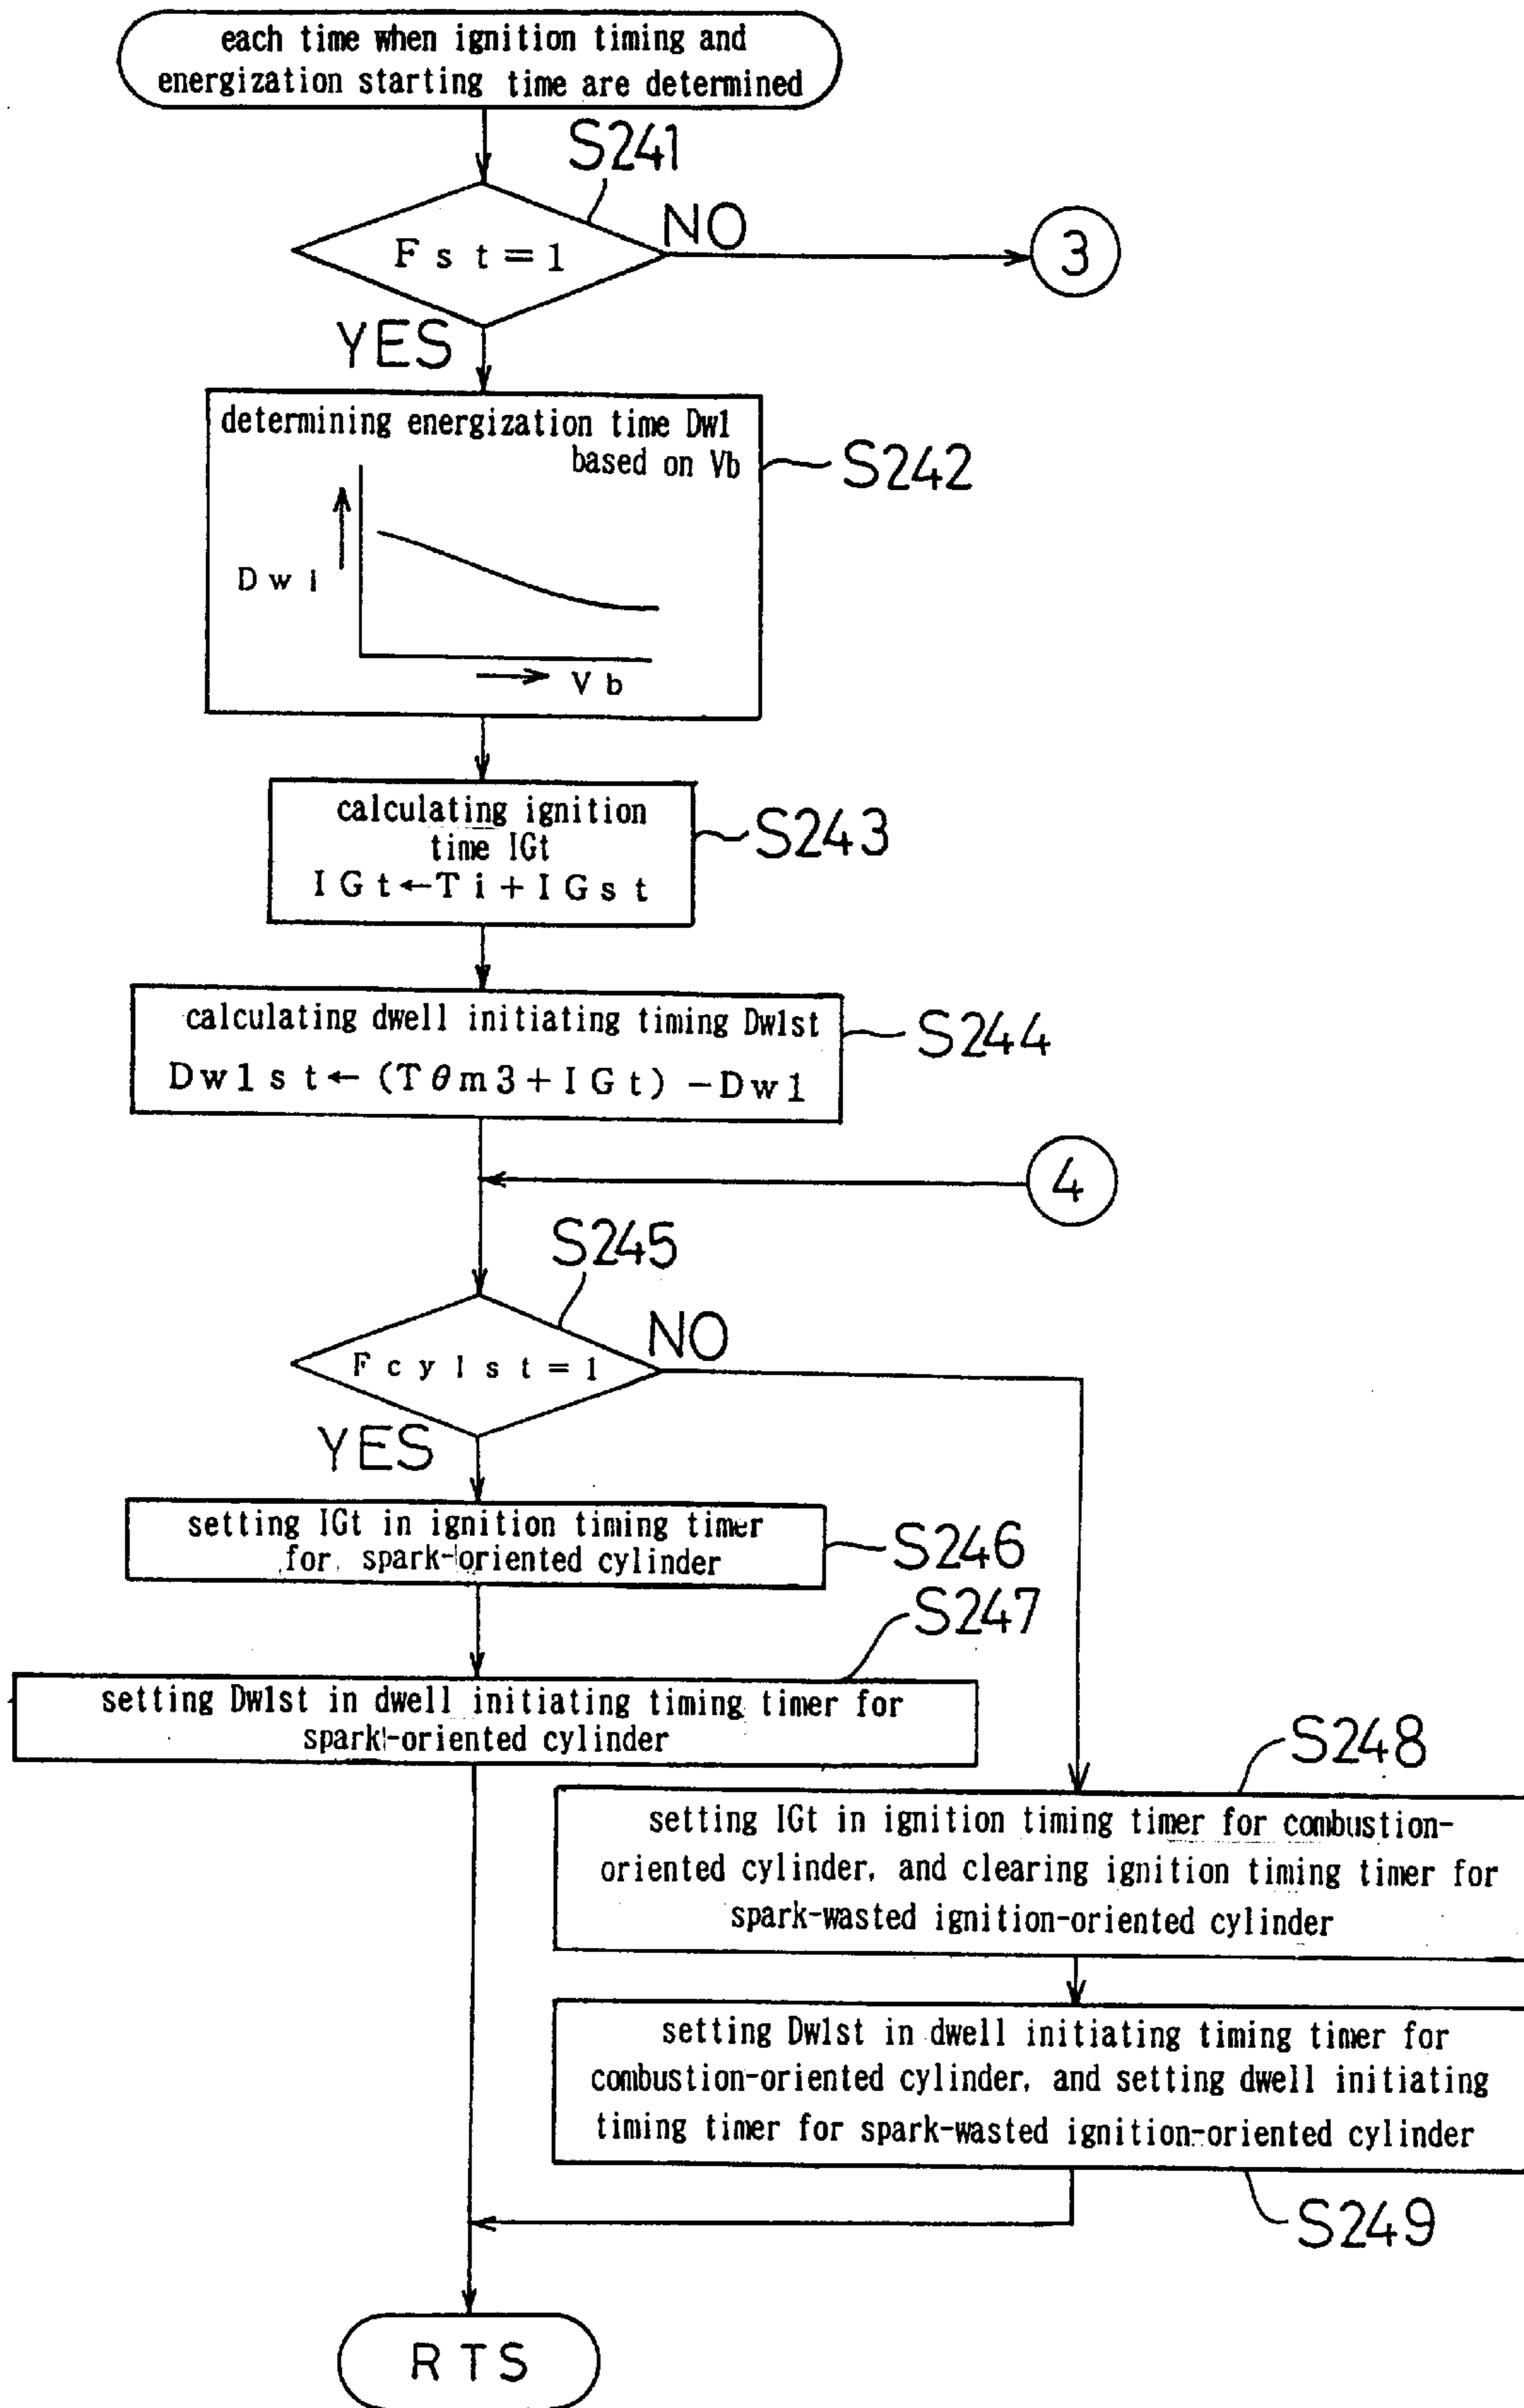 each time when ignition timing and
energization starting time are determined
S241
Fst=1
NO
3
YES
determining energization time Dwl
based on Vb
S242
Dwl
Vb
calculating ignition
time IGt
IGt←Ti+IGst
S243
calculating dwell initiating timing Dwlst
Dwlst←(Tθm3+IGt)-Dwl
S244
4
S245
Fcylst=1
NO
YES
setting IGt in ignition timing timer
for spark-oriented cylinder
S246
S247
setting Dwlst in dwell initiating timing timer for
spark-oriented cylinder
S248
setting IGt in ignition timing timer for combustion-
oriented cylinder, and clearing ignition timing timer for
spark-wasted ignition-oriented cylinder
setting Dwlst in dwell initiating timing timer for
combustion-oriented cylinder, and setting dwell initiating
timing timer for spark-wasted ignition-oriented cylinder
S249
RTS